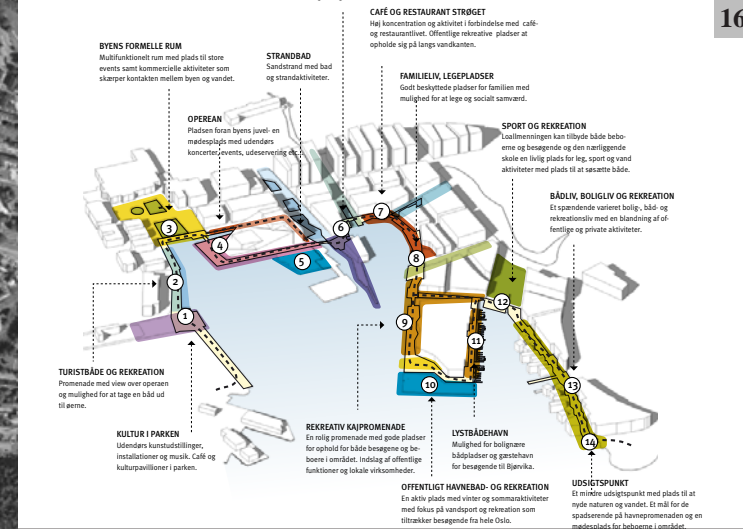 16
CAFÉ OG RESTAURANT STRØGET
Høj koncentration og aktivitet i forbindelse med café-
og restaurantlivet. Offentlige rekreative pladser at
opholde sig på langs vandkanten.
BYENS FORMELLE RUM
Multifunktionelt rum med plads til store
events samt kommercielle aktiviteter som
skærper kontakten mellem byen og vandet.
STRANDBAD
Sandstrand med bad
og strandaktiviteter.
FAMILIELIV, LEGEPLADSER
Godt beskyttede pladser for familien med
mulighed for at lege og socialt samværd.
OPEREAN
Pladsen foran byens juvel- en
mødesplads med udendørs
koncerter, events, udeservering etc.
SPORT OG REKREATION
Loallmenningen kan tilbyde både bebo-
erne og besøgende og den nærliggende
skole en livlig plads for leg, sport og vand
aktiviteter med plads til at søsætte både.
BÅDLIV, BOLIGLIV OG REKREATION
Et spændende varieret bolig-, båd- og
rekreationsliv med en blandning af of-
fentlige og private aktiviteter.
3
4
5
6
7
8
2
1
9
10
11
12
13
14
TURISTBÅDE OG REKREATION
Promenade med view over operaen
og mulighed for at tage en båd ud
til øerne.
KULTUR I PARKEN
Udendørs kunstudstillinger,
installationer og musik. Café og
kulturpavillioner i parken.
REKREATIV KAJPROMENADE
En rolig promenade med gode pladser
for ophold for både besøgene og be-
boere i området. Indslag af offentlige
funktioner og lokale virksomheder.
LYSTBÅDEHAVN
Mulighed for bolignære
bådpladser og gæstehavn
for besøgende til Bjørvika.
OFFENTLIGT HAVNEBAD- OG REKREATION
En aktiv plads med vinter og sommaraktiviteter
med fokus på vandsport og rekreation som
tiltrækker besøgende fra hele Oslo.
UDSIGTSPUNKT
Et mindre udsigtspunkt med plads til at
nyde naturen og vandet. Et mål for de
spadserende på havnepromenaden og en
mødesplads for beboerne i området.